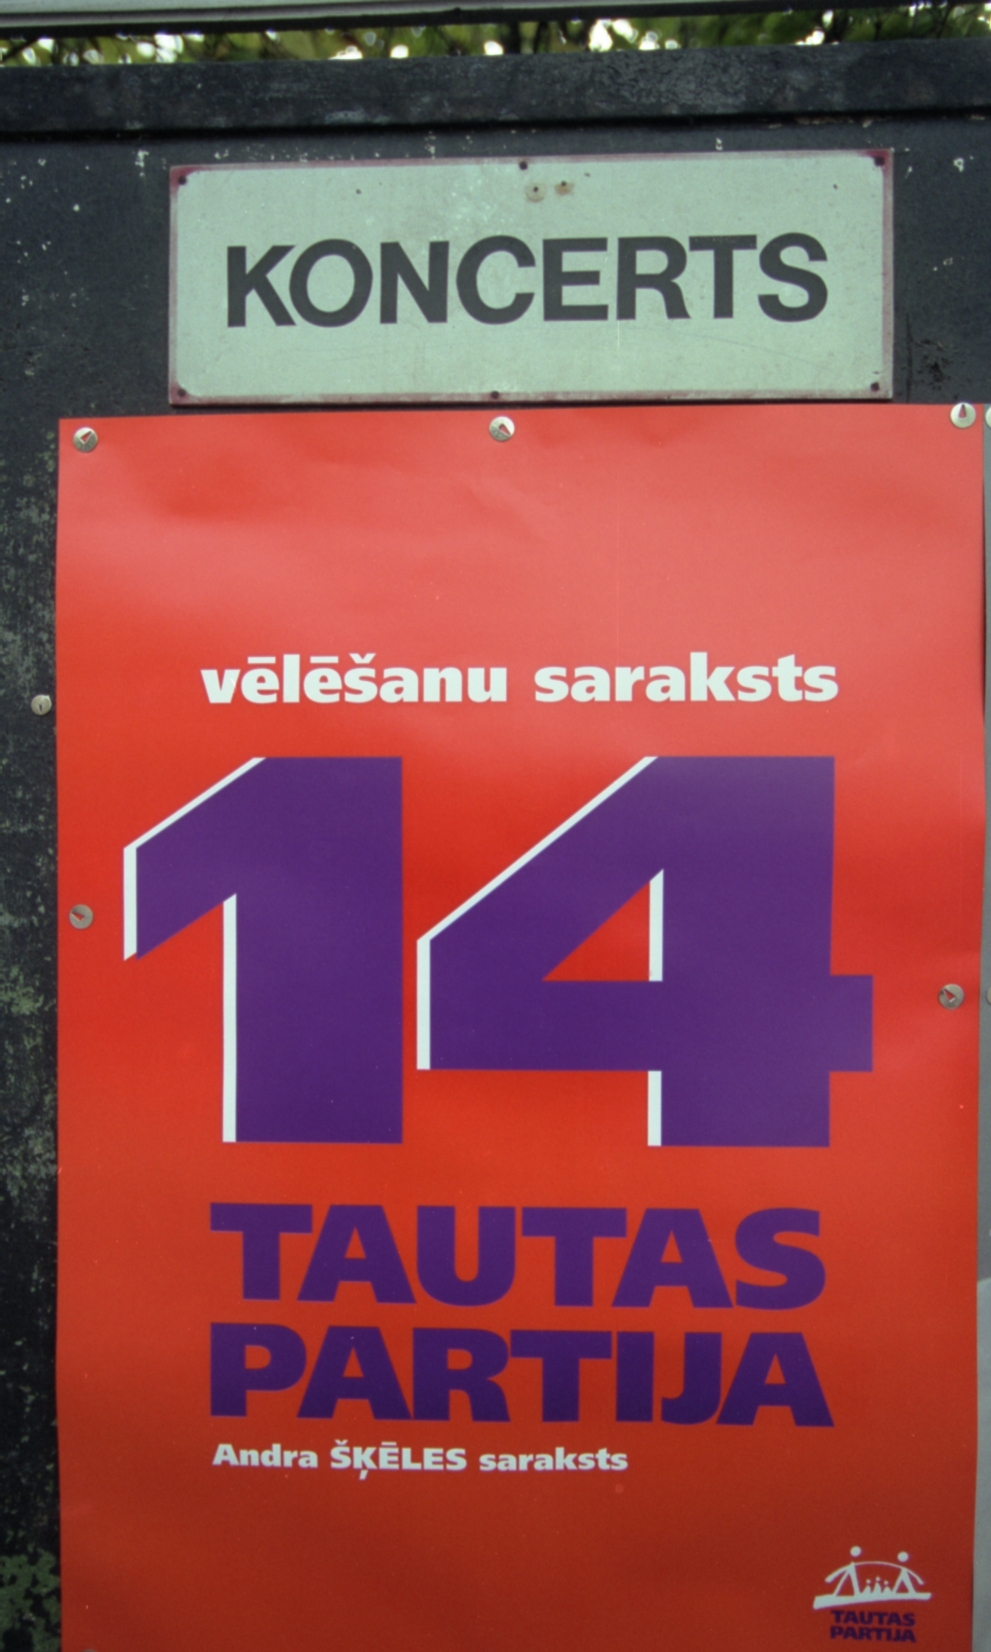 KONCERTS
vēlēšanu saraksts
14
TAUTAS
PARTIJA
Andra ŠĶĒLES saraksts
TAUTAS
PARTIJA